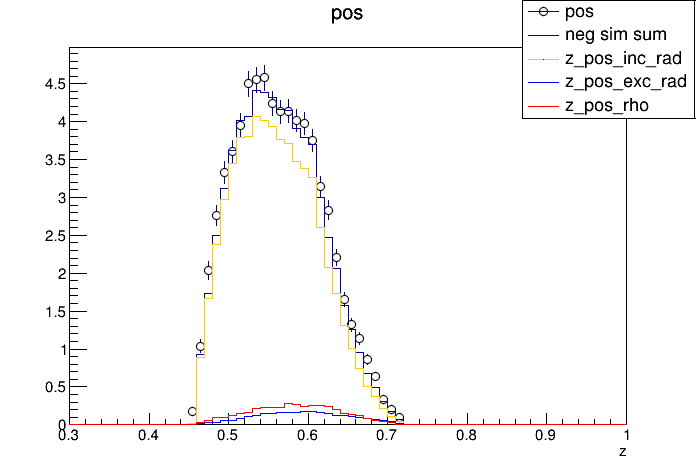 pos
pos
neg sim sum
z_pos_inc_rad
z_pos_exc_rad
z_pos_rho
4.5
4
3.5
3
2.5
2
1.5
1
0.5
0
0.3 0.4 0.5 0.6 0.7 0.8 0.9 1
z